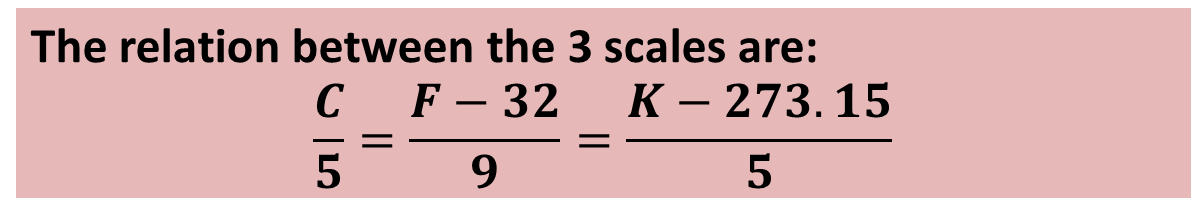 The relation between the 3 scales are:
C/5 = F − 32/9 = K − 273.15/5